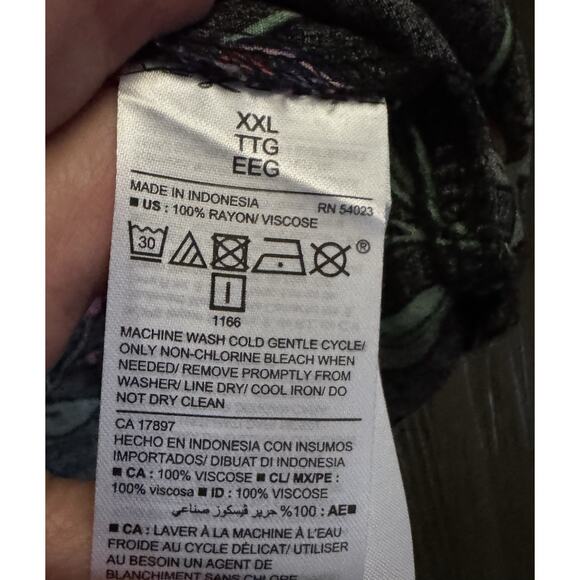 XXL
TTG
EEG
MADE IN INDONESIA RN 54023
■ US : 100% RAYON/ VISCOSE
30 ®
1166
MACHINE WASH COLD GENTLE CYCLE/
ONLY NON-CHLORINE BLEACH WHEN
NEEDED/ REMOVE PROMPTLY FROM
WASHER/ LINE DRY/ COOL IRON/ DO
NOT DRY CLEAN
CA 17897
HECHO EN INDONESIA CON INSUMOS
IMPORTADOS/ DIBUAT DI INDONESIA
■ CA : 100% VISCOSE ■ CL/ MX/PE :
100% viscosa ■ ID : 100% VISCOSE
■ AE : 100% حرير فيسكوز صناعي
■ CA : LAVER À LA MACHINE À L'EAU
FROIDE AU CYCLE DÉLICAT/ UTILISER
AU BESOIN UN AGENT DE
BLANCHIMENT SANS